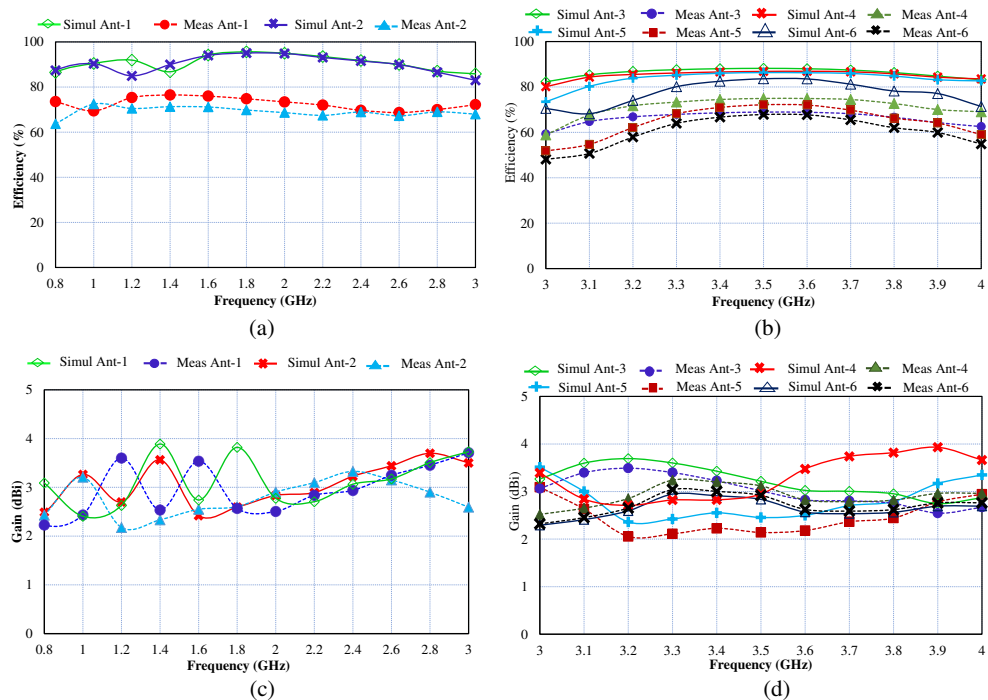 Simul Ant-1 Meas Ant-1 Simul Ant-2 Meas Ant-2
100
80
60
40
20
0
Efficiency (%)
0.8 1 1.2 1.4 1.6 1.8 2 2.2 2.4 2.6 2.8 3
Frequency (GHz)
(a)
Simul Ant-3 Meas Ant-3 Simul Ant-4 Meas Ant-4
Simul Ant-5 Meas Ant-5 Simul Ant-6 Meas Ant-6
100
80
60
40
20
0
Efficiency (%)
3 3.1 3.2 3.3 3.4 3.5 3.6 3.7 3.8 3.9 4
Frequency (GHz)
(b)
Simul Ant-1 Meas Ant-1 Simul Ant-2 Meas Ant-2
5
4
3
2
1
0
Gain (dBi)
0.8 1 1.2 1.4 1.6 1.8 2 2.2 2.4 2.6 2.8 3
Frequency (GHz)
(c)
Simul Ant-3 Meas Ant-3 Simul Ant-4 Meas Ant-4
Simul Ant-5 Meas Ant-5 Simul Ant-6 Meas Ant-6
5
4
3
2
1
0
Gain (dBi)
3 3.1 3.2 3.3 3.4 3.5 3.6 3.7 3.8 3.9 4
Frequency (GHz)
(d)